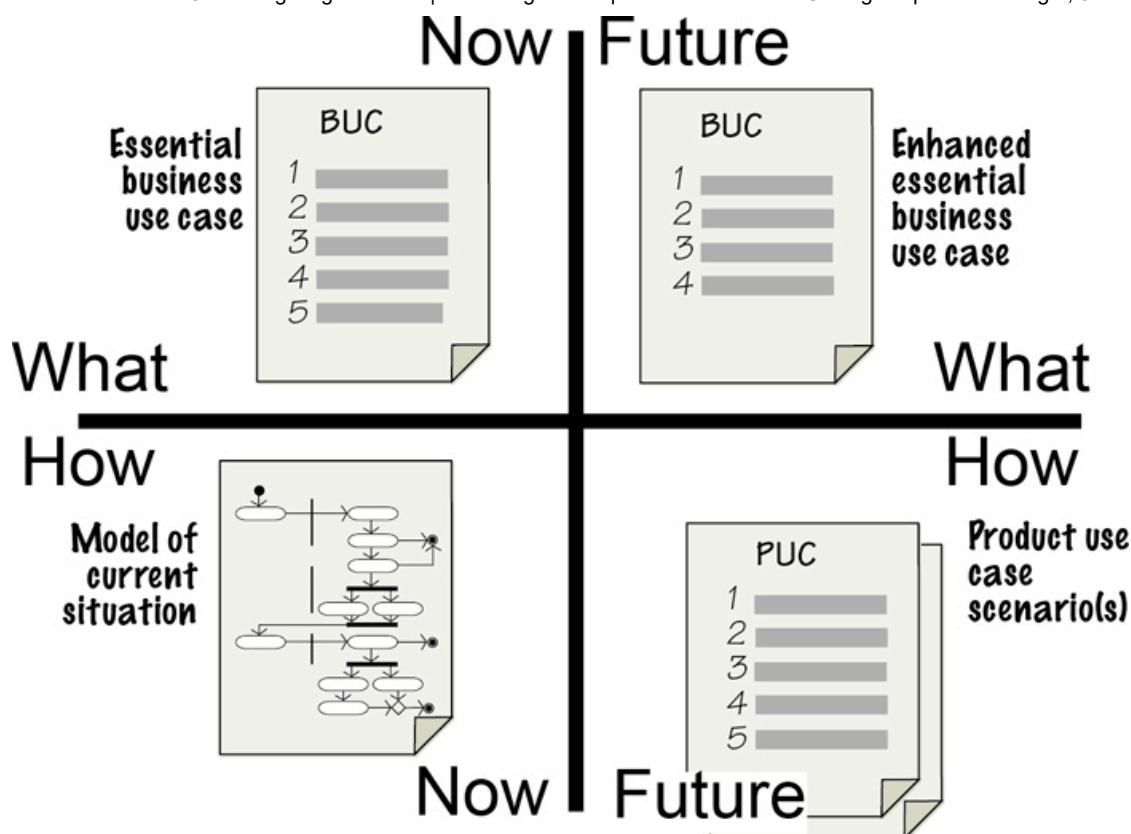 Now
Future
BUC
1
2
3
4
5
Essential
business
use case
BUC
1
2
3
4
Enhanced
essential
business
use case
What
What
How
How
Model of
current
situation
PUC
1
2
3
4
5
Product use
case
scenario(s)
Now
Future